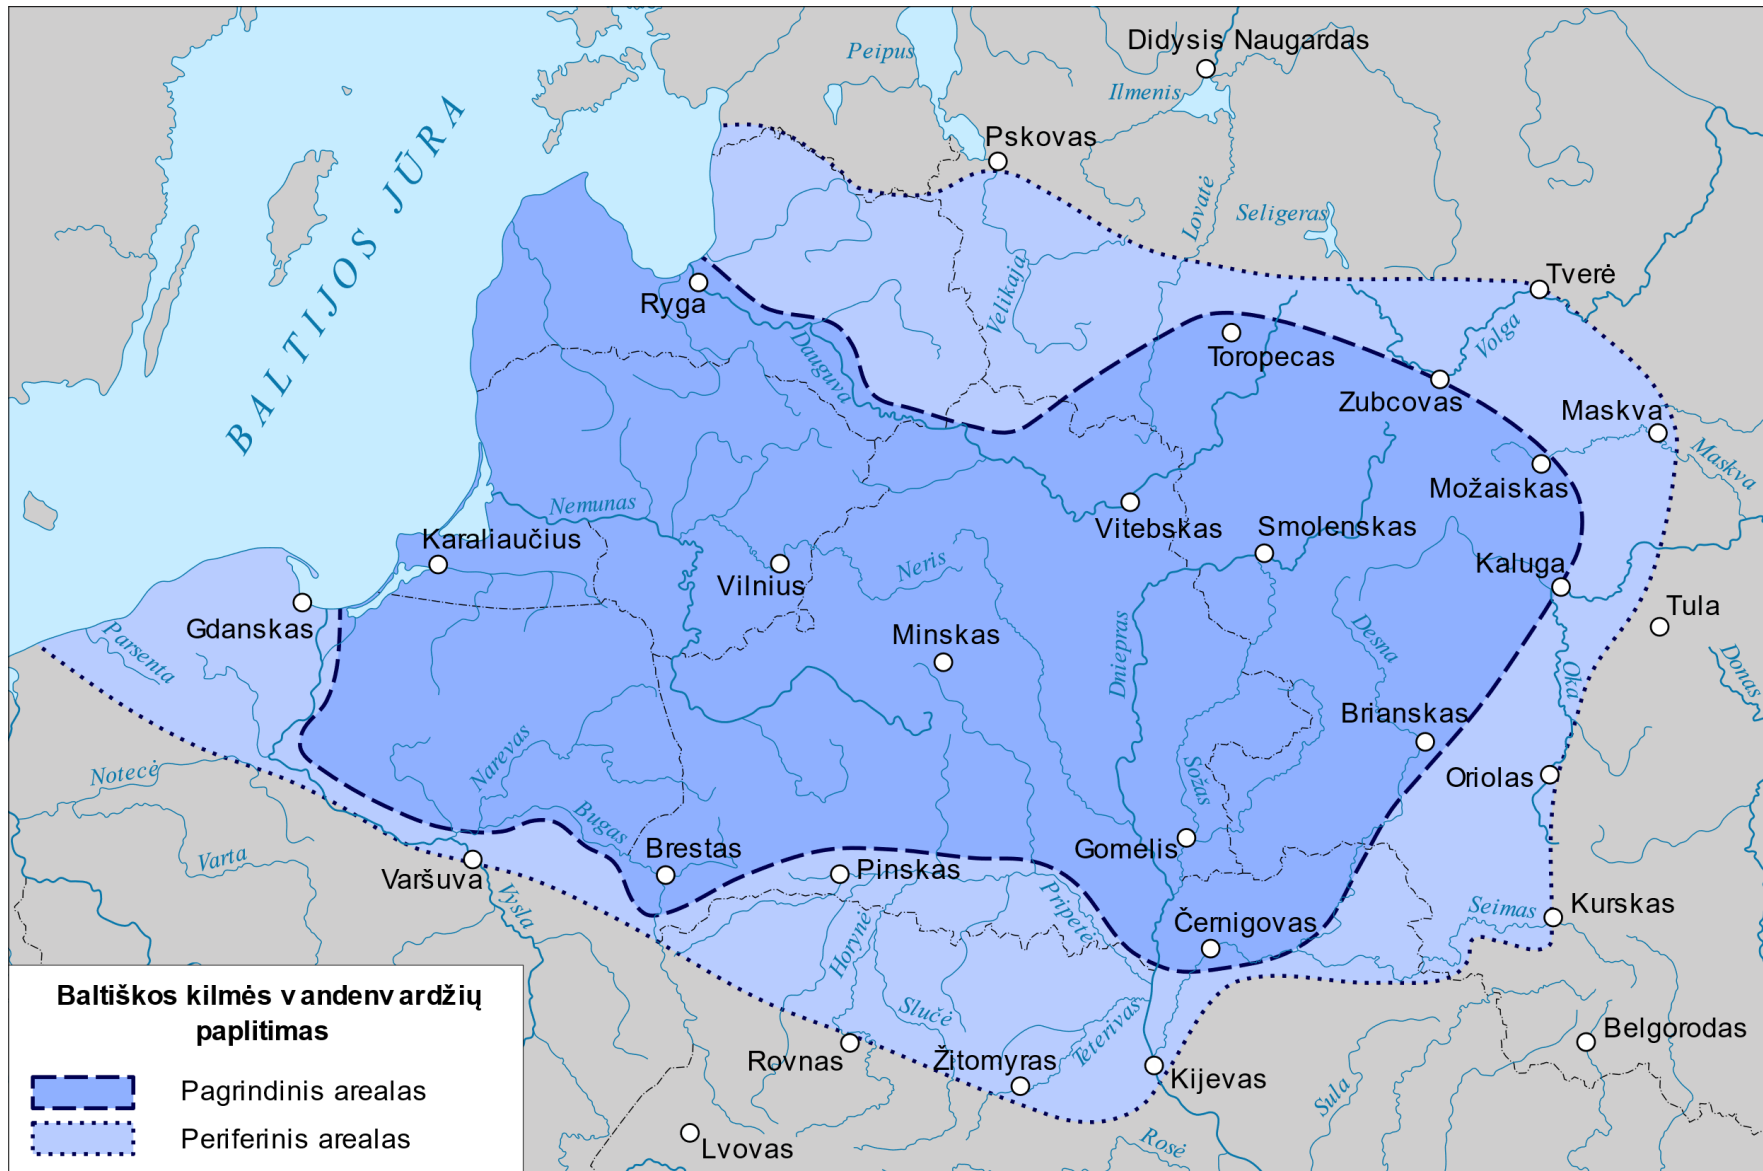 Didysis Naugardas
Peipus
Ilmenis
Pskovas
BALTIJOS JŪRA
Lovatė
Seligeras
Velikaja
Tverė
Ryga
Volga
Dauguva
Toropecas
Zubcovas
Maskva
Maskva
Možaiskas
Nemunas
Vitebskas
Smolenskas
Karaliaučius
Neris
Kaluga
Vilnius
Gdanskas
Parsenta
Minskas
Dniepras
Desna
Tula
Donas
Oka
Brianskas
Narevas
Notecė
Sožas
Oriolas
Bugas
Brestas
Gomelis
Varta
Varšuva
Pinskas
Pripetė
Vysla
Horynė
Černigovas
Seimas
Kurskas
Slučė
Teterivas
Rovnas
Žitomyras
Kijevas
Belgorodas
Sula
Lvovas
Rosė
Baltiškos kilmės vandenvardžių
paplitimas
Pagrindinis arealas
Periferinis arealas